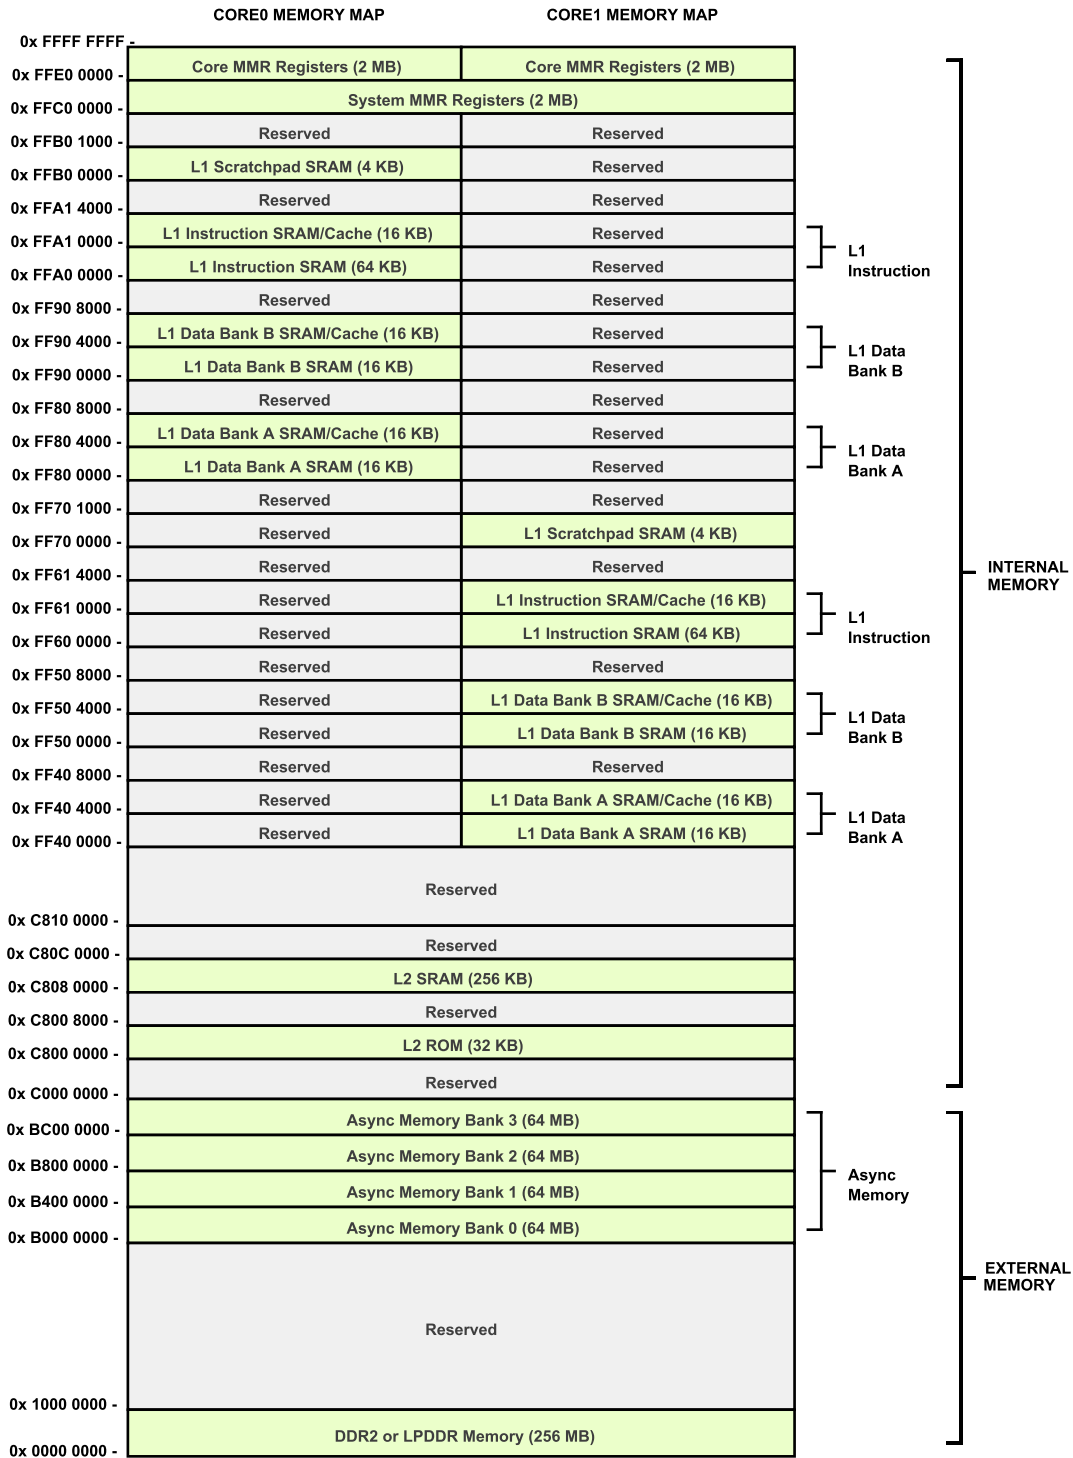 CORE0 MEMORY MAP CORE1 MEMORY MAP
0x FFFF FFFF -
Core MMR Registers (2 MB) Core MMR Registers (2 MB)
0x FFE0 0000 -
System MMR Registers (2 MB)
0x FFC0 0000 -
Reserved Reserved
0x FFB0 1000 -
L1 Scratchpad SRAM (4 KB) Reserved
0x FFB0 0000 -
Reserved Reserved
0x FFA1 4000 -
L1 Instruction SRAM/Cache (16 KB) Reserved
0x FFA1 0000 -
L1
Instruction
L1 Instruction SRAM (64 KB) Reserved
0x FFA0 0000 -
Reserved Reserved
0x FF90 8000 -
L1 Data Bank B SRAM/Cache (16 KB) Reserved
0x FF90 4000 -
L1 Data
Bank B
L1 Data Bank B SRAM (16 KB) Reserved
0x FF90 0000 -
Reserved Reserved
0x FF80 8000 -
L1 Data Bank A SRAM/Cache (16 KB) Reserved
0x FF80 4000 -
L1 Data
Bank A
L1 Data Bank A SRAM (16 KB) Reserved
0x FF80 0000 -
Reserved Reserved
0x FF70 1000 -
Reserved L1 Scratchpad SRAM (4 KB)
0x FF70 0000 -
Reserved Reserved
0x FF61 4000 -
INTERNAL
MEMORY
Reserved L1 Instruction SRAM/Cache (16 KB)
0x FF61 0000 -
L1
Instruction
Reserved L1 Instruction SRAM (64 KB)
0x FF60 0000 -
Reserved Reserved
0x FF50 8000 -
Reserved L1 Data Bank B SRAM/Cache (16 KB)
0x FF50 4000 -
L1 Data
Bank B
Reserved L1 Data Bank B SRAM (16 KB)
0x FF50 0000 -
Reserved Reserved
0x FF40 8000 -
Reserved L1 Data Bank A SRAM/Cache (16 KB)
0x FF40 4000 -
L1 Data
Bank A
Reserved L1 Data Bank A SRAM (16 KB)
0x FF40 0000 -
Reserved
0x C810 0000 -
Reserved
0x C80C 0000 -
L2 SRAM (256 KB)
0x C808 0000 -
Reserved
0x C800 8000 -
L2 ROM (32 KB)
0x C800 0000 -
Reserved
0x C000 0000 -
Async Memory Bank 3 (64 MB)
0x BC00 0000 -
Async Memory Bank 2 (64 MB)
0x B800 0000 -
Async
Memory
Async Memory Bank 1 (64 MB)
0x B400 0000 -
Async Memory Bank 0 (64 MB)
0x B000 0000 -
EXTERNAL
MEMORY
Reserved
0x 1000 0000 -
DDR2 or LPDDR Memory (256 MB)
0x 0000 0000 -